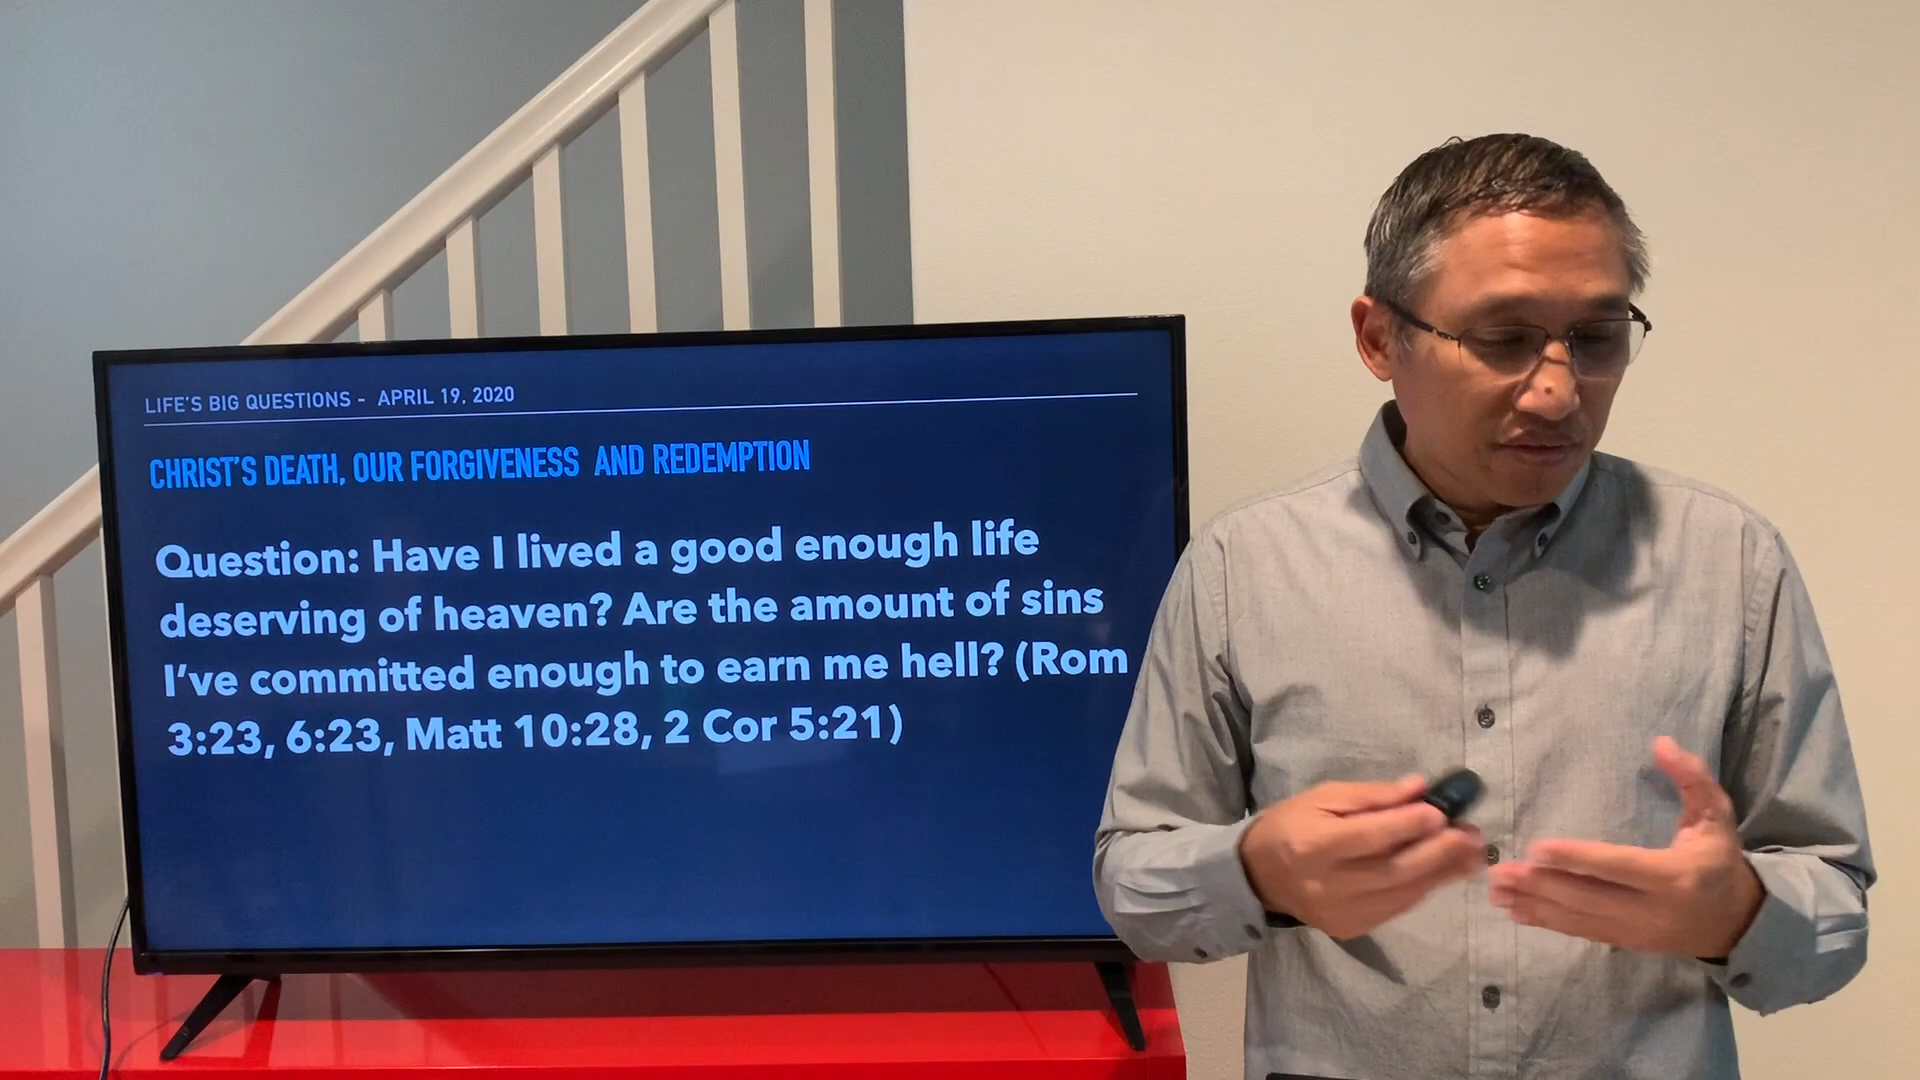 LIFE'S BIG QUESTIONS - APRIL 19, 2020
CHRIST'S DEATH, OUR FORGIVENESS AND REDEMPTION
Question: Have I lived a good enough life
deserving of heaven? Are the amount of sins
I've committed enough to earn me hell? (Rom
3:23, 6:23, Matt 10:28, 2 Cor 5:21)